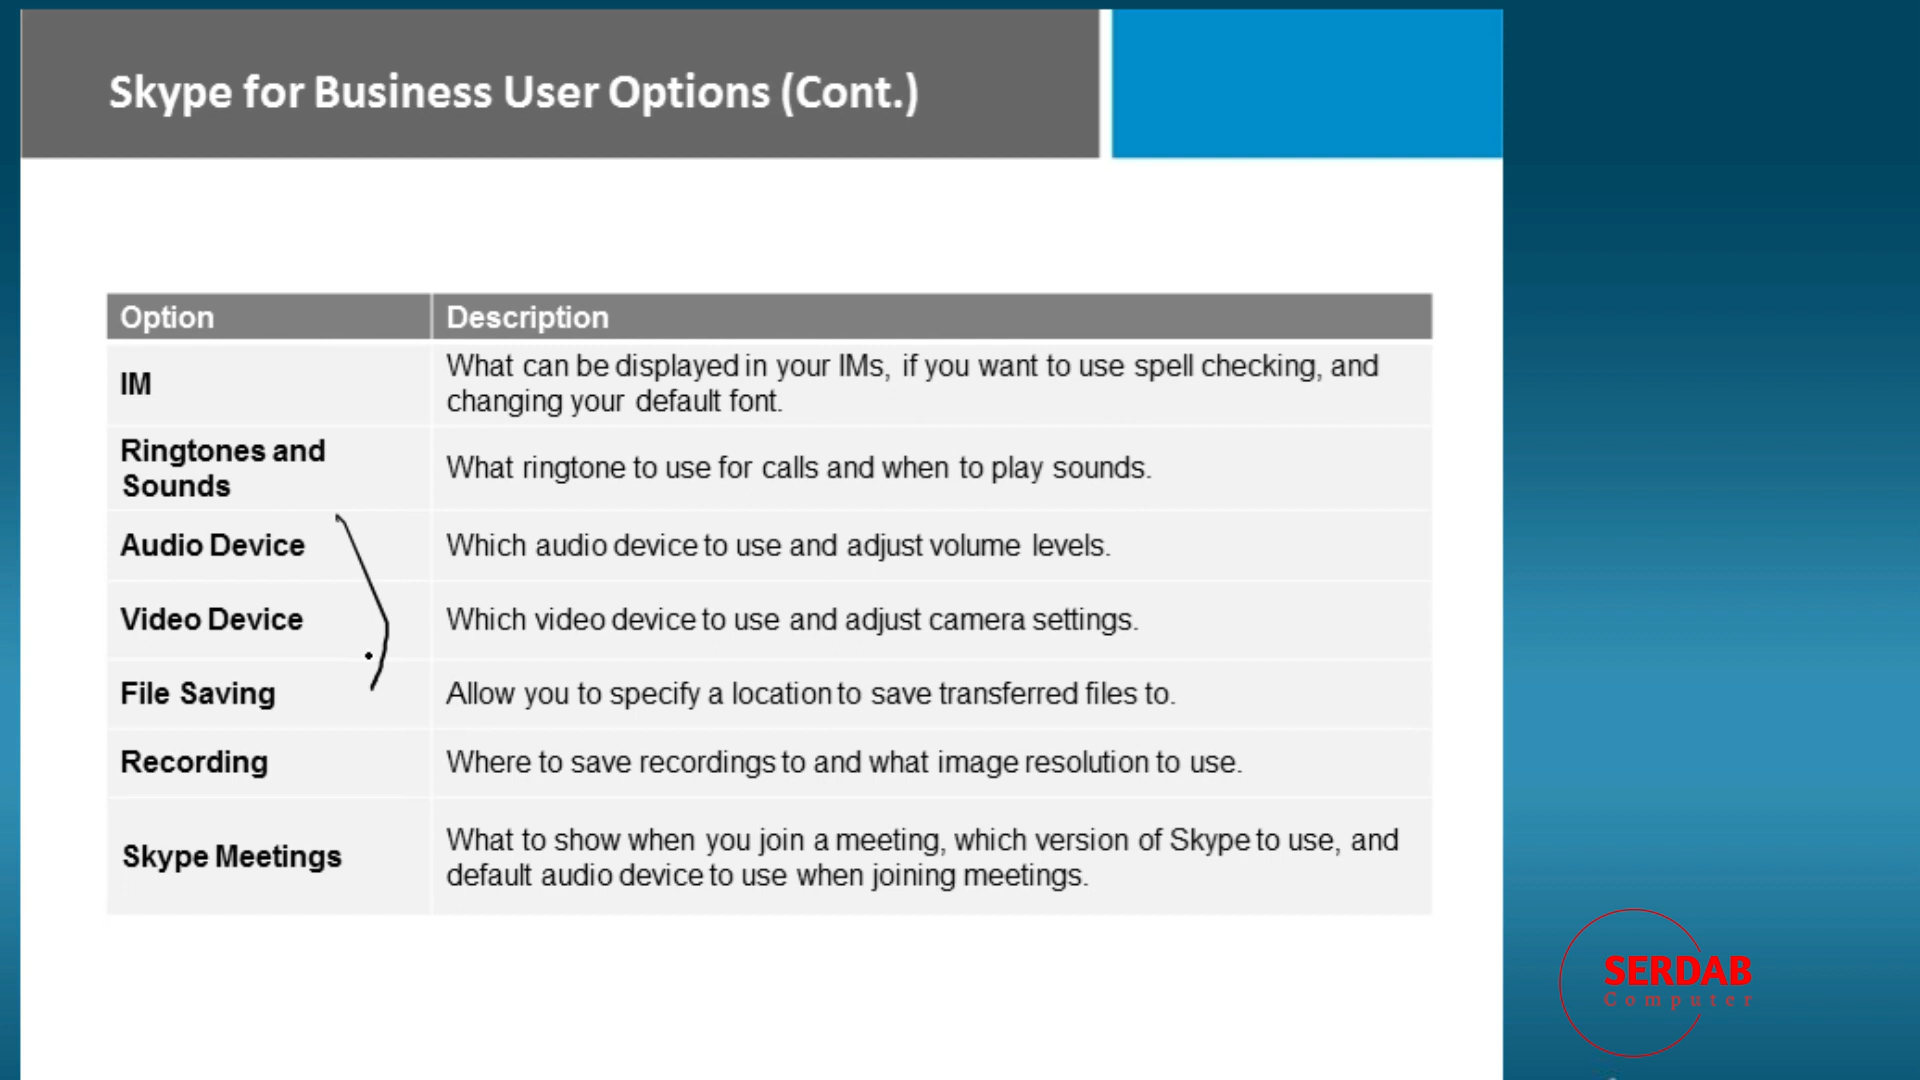 Skype for Business User Options (Cont.)
Option
Description
IM
What can be displayed in your IMs, if you want to use spell checking, and
changing your default font.
Ringtones and
Sounds
What ringtone to use for calls and when to play sounds.
Audio Device
Which audio device to use and adjust volume levels.
Video Device
Which video device to use and adjust camera settings.
File Saving
Allow you to specify a location to save transferred files to.
Recording
Where to save recordings to and what image resolution to use.
Skype Meetings
What to show when you join a meeting, which version of Skype to use, and
default audio device to use when joining meetings.
SERDAB
Computer